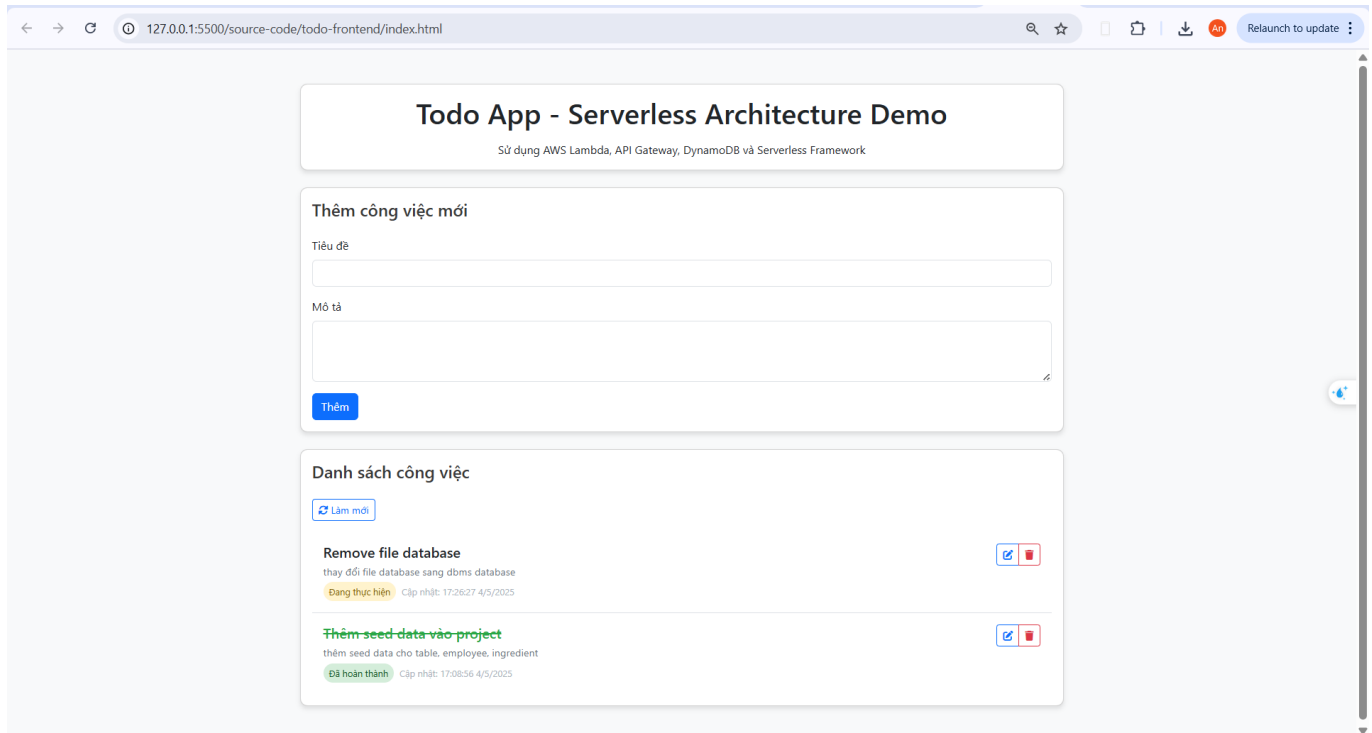 127.0.0.1:5500/source-code/todo-frontend/index.html
An
Relaunch to update
Todo App - Serverless Architecture Demo
Sử dụng AWS Lambda, API Gateway, DynamoDB và Serverless Framework
Thêm công việc mới
Tiêu đề
Mô tả
Thêm
Danh sách công việc
Làm mới
Remove file database
thay đổi file database sang dbms database
Đang thực hiện Cập nhật: 17:26:27 4/5/2025
Thêm seed data vào project
thêm seed data cho table, employee, ingredient
Đã hoàn thành Cập nhật: 17:08:56 4/5/2025